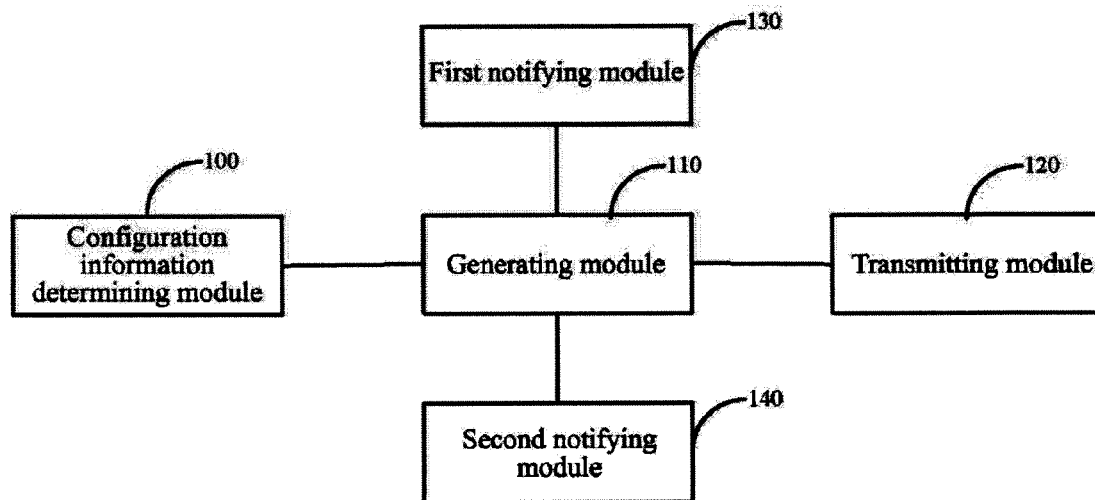 130
First notifying module
100
110
120
Configuration
information
determining module
Generating module
Transmitting module
140
Second notifying
module